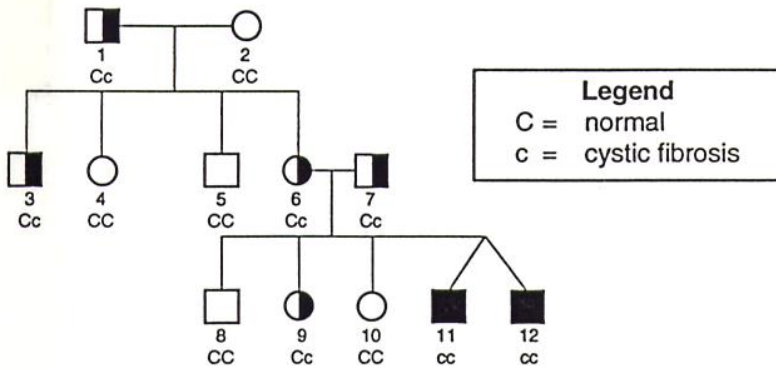 1 2
Cc CC
Legend
C = normal
c = cystic fibrosis
3 4 5 6 7
Cc CC CC Cc Cc
8 9 10 11 12
CC Cc CC cc cc